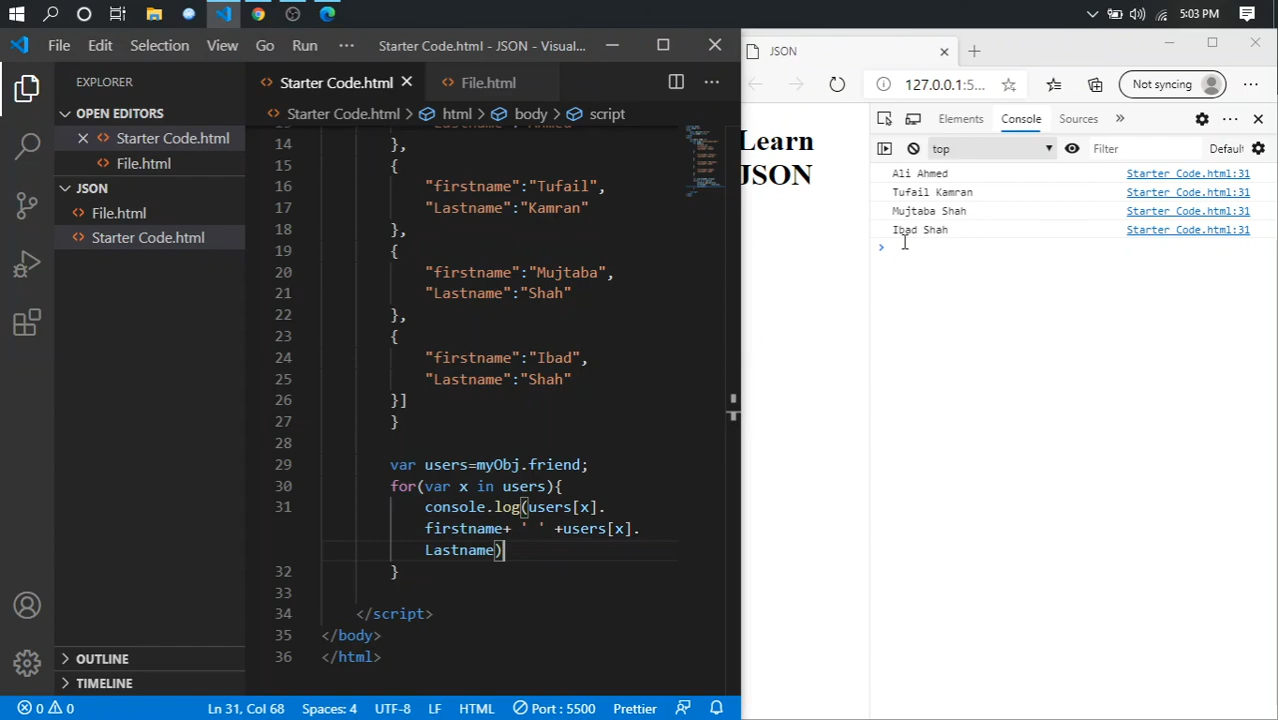 5:03 PM
File Edit Selection View Go Run ··· Starter Code.html - JSON - Visual...
EXPLORER
OPEN EDITORS
Starter Code.html
File.html
JSON
File.html
Starter Code.html
OUTLINE
TIMELINE
Starter Code.html
File.html
Starter Code.html > html > body > script
14 },
15 {
16 "firstname":"Tufail",
17 "Lastname":"Kamran"
18 },
19 {
20 "firstname":"Mujtaba",
21 "Lastname":"Shah"
22 },
23 {
24 "firstname":"Ibad",
25 "Lastname":"Shah"
26 }]
27 }
28
29 var users=myObj.friend;
30 for(var x in users){
31 console.log(users[x].
firstname+ ' ' +users[x].
Lastname)
32 }
33
34 </script>
35 </body>
36 </html>
0 0 Ln 31, Col 68 Spaces: 4 UTF-8 LF HTML Port : 5500 Prettier
JSON
127.0.0.1:5...
Not syncing
Learn
JSON
Elements Console Sources »
top Filter Default
Ali Ahmed Starter Code.html:31
Tufail Kamran Starter Code.html:31
Mujtaba Shah Starter Code.html:31
Ibad Shah Starter Code.html:31